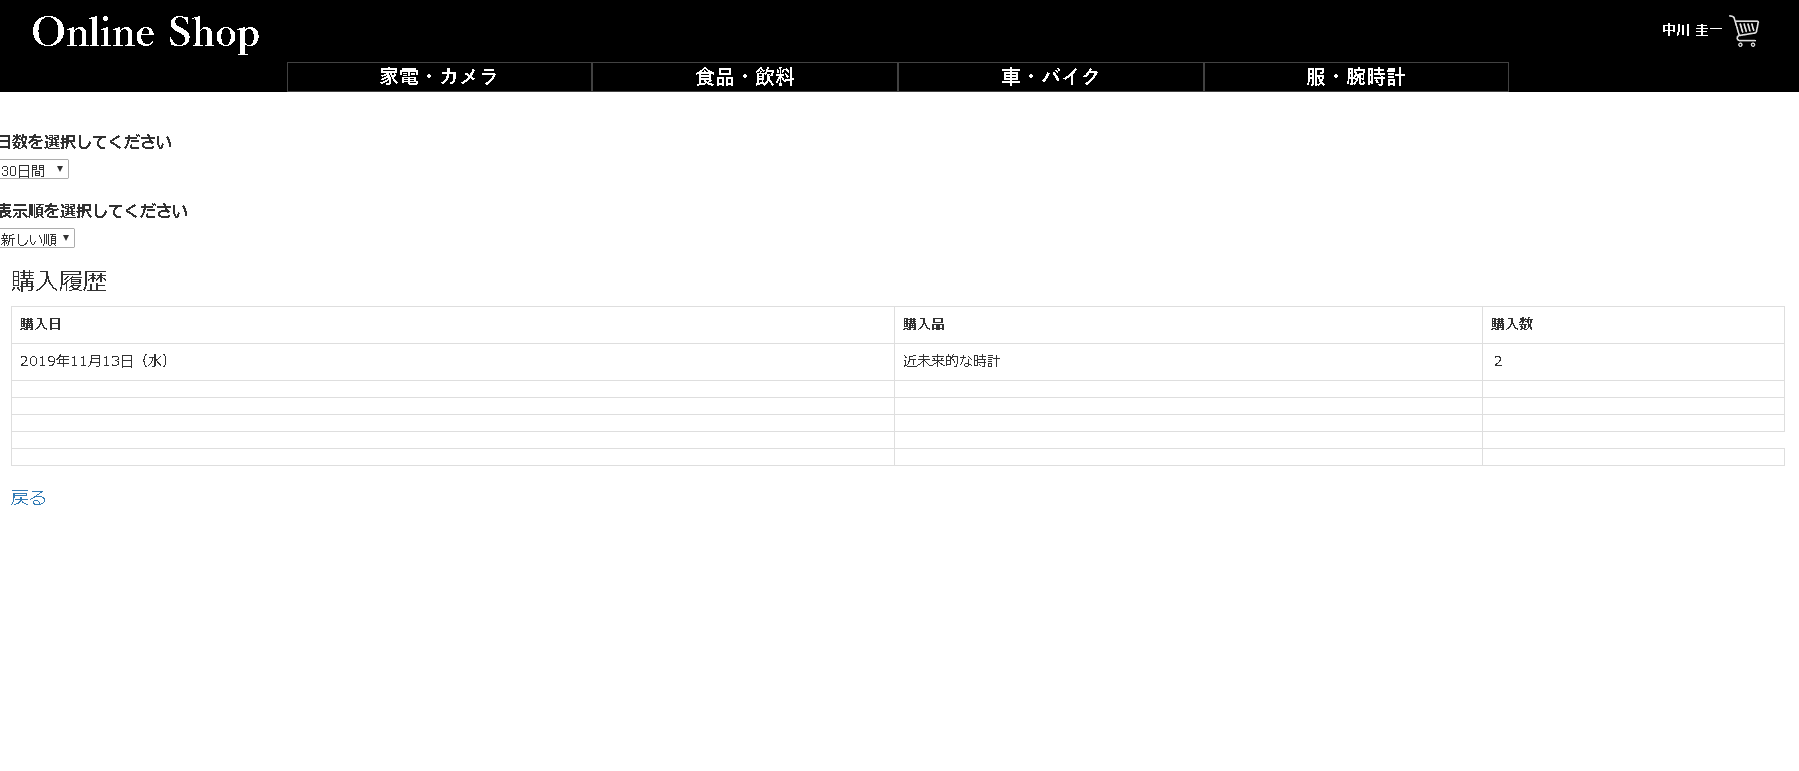 Online Shop
中川 圭一
家電・カメラ 食品・飲料 車・バイク 服・腕時計
日数を選択してください
30日間
表示順を選択してください
新しい順
購入履歴
購入日 購入品 購入数
2019年11月13日（水） 近未来的な時計 2
戻る